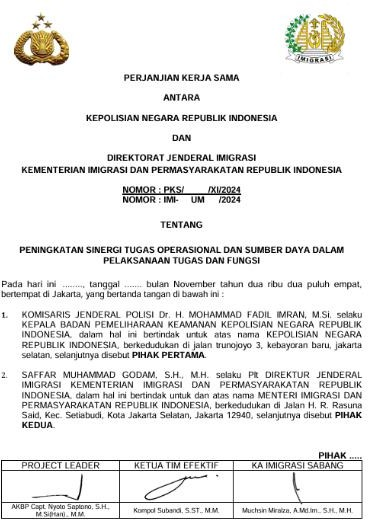 IMIGRASI
PERJANJIAN KERJA SAMA
ANTARA
KEPOLISIAN NEGARA REPUBLIK INDONESIA
DAN
DIREKTORAT JENDERAL IMIGRASI
KEMENTERIAN IMIGRASI DAN PERMASYARAKATAN REPUBLIK INDONESIA
NOMOR : PKS/ /XI/2024
NOMOR : IMI- UM /2024
TENTANG
PENINGKATAN SINERGI TUGAS OPERASIONAL DAN SUMBER DAYA DALAM
PELAKSANAAN TUGAS DAN FUNGSI
Pada hari ini ........, tanggal ....... bulan November tahun dua ribu dua puluh empat,
bertempat di Jakarta, yang bertanda tangan di bawah ini :
1. KOMISARIS JENDERAL POLISI Dr. H. MOHAMMAD FADIL IMRAN, M.Si, selaku
KEPALA BADAN PEMELIHARAAN KEAMANAN KEPOLISIAN NEGARA REPUBLIK
INDONESIA, dalam hal ini bertindak untuk atas nama KEPOLISIAN NEGARA
REPUBLIK INDONESIA, berkedudukan di jalan trunojoyo 3, kebayoran baru, jakarta
selatan, selanjutnya disebut PIHAK PERTAMA.
2. SAFFAR MUHAMMAD GODAM, S.H., M.H. selaku Plt DIREKTUR JENDERAL
IMIGRASI KEMENTERIAN IMIGRASI DAN PERMASYARAKATAN REPUBLIK
INDONESIA, dalam hal ini bertindak untuk dan atas nama MENTERI IMIGRASI DAN
PERMASYARAKATAN REPUBLIK INDONESIA, berkedudukan di Jalan H. R. Rasuna
Said, Kec. Setiabudi, Kota Jakarta Selatan, Jakarta 12940, selanjutnya disebut PIHAK
KEDUA.
PIHAK .....
PROJECT LEADER KETUA TIM EFEKTIF KA IMIGRASI SABANG
AKBP Capt. Nyoto Saptono, S.H.,
M.Si(Han)., M.M. Kompol Subandi, S.ST., M.M. Muchsin Miralza, A.Md.Im., S.H., M.H.